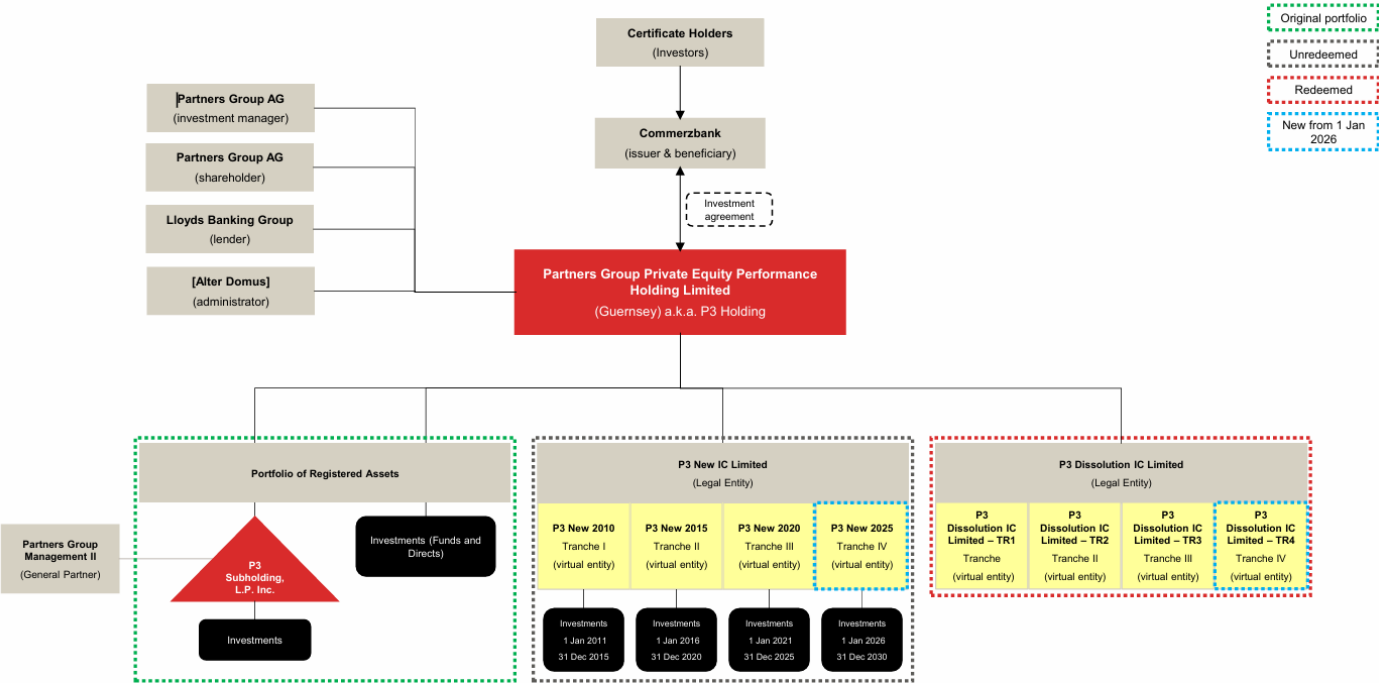 Certificate Holders
(Investors)
Original portfolio
Unredeemed
Redeemed
New from 1 Jan
2026
Partners Group AG
(investment manager)
Partners Group AG
(shareholder)
Lloyds Banking Group
(lender)
[Alter Domus]
(administrator)
Commerzbank
(issuer & beneficiary)
Investment
agreement
Partners Group Private Equity Performance
Holding Limited
(Guernsey) a.k.a. P3 Holding
Portfolio of Registered Assets
Partners Group
Management II
(General Partner)
P3
Subholding,
L.P. Inc.
Investments
Investments (Funds and
Directs)
P3 New IC Limited
(Legal Entity)
P3 New 2010
Tranche I
(virtual entity)
P3 New 2015
Tranche II
(virtual entity)
P3 New 2020
Tranche III
(virtual entity)
P3 New 2025
Tranche IV
(virtual entity)
Investments
1 Jan 2011
31 Dec 2015
Investments
1 Jan 2016
31 Dec 2020
Investments
1 Jan 2021
31 Dec 2025
Investments
1 Jan 2026
31 Dec 2030
P3 Dissolution IC Limited
(Legal Entity)
P3
Dissolution IC
Limited – TR1
Tranche
(virtual entity)
P3
Dissolution IC
Limited – TR2
Tranche II
(virtual entity)
P3
Dissolution IC
Limited – TR3
Tranche III
(virtual entity)
P3
Dissolution IC
Limited – TR4
Tranche IV
(virtual entity)